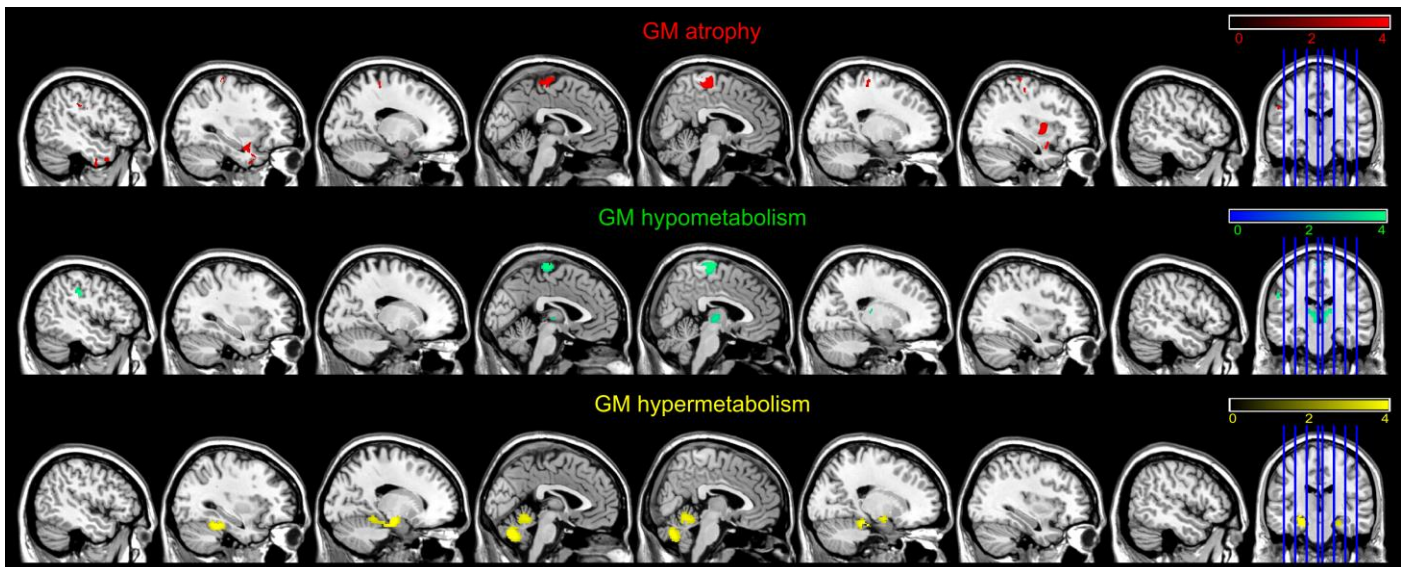 GM atrophy
0 2 4
GM hypometabolism
0 2 4
GM hypermetabolism
0 2 4